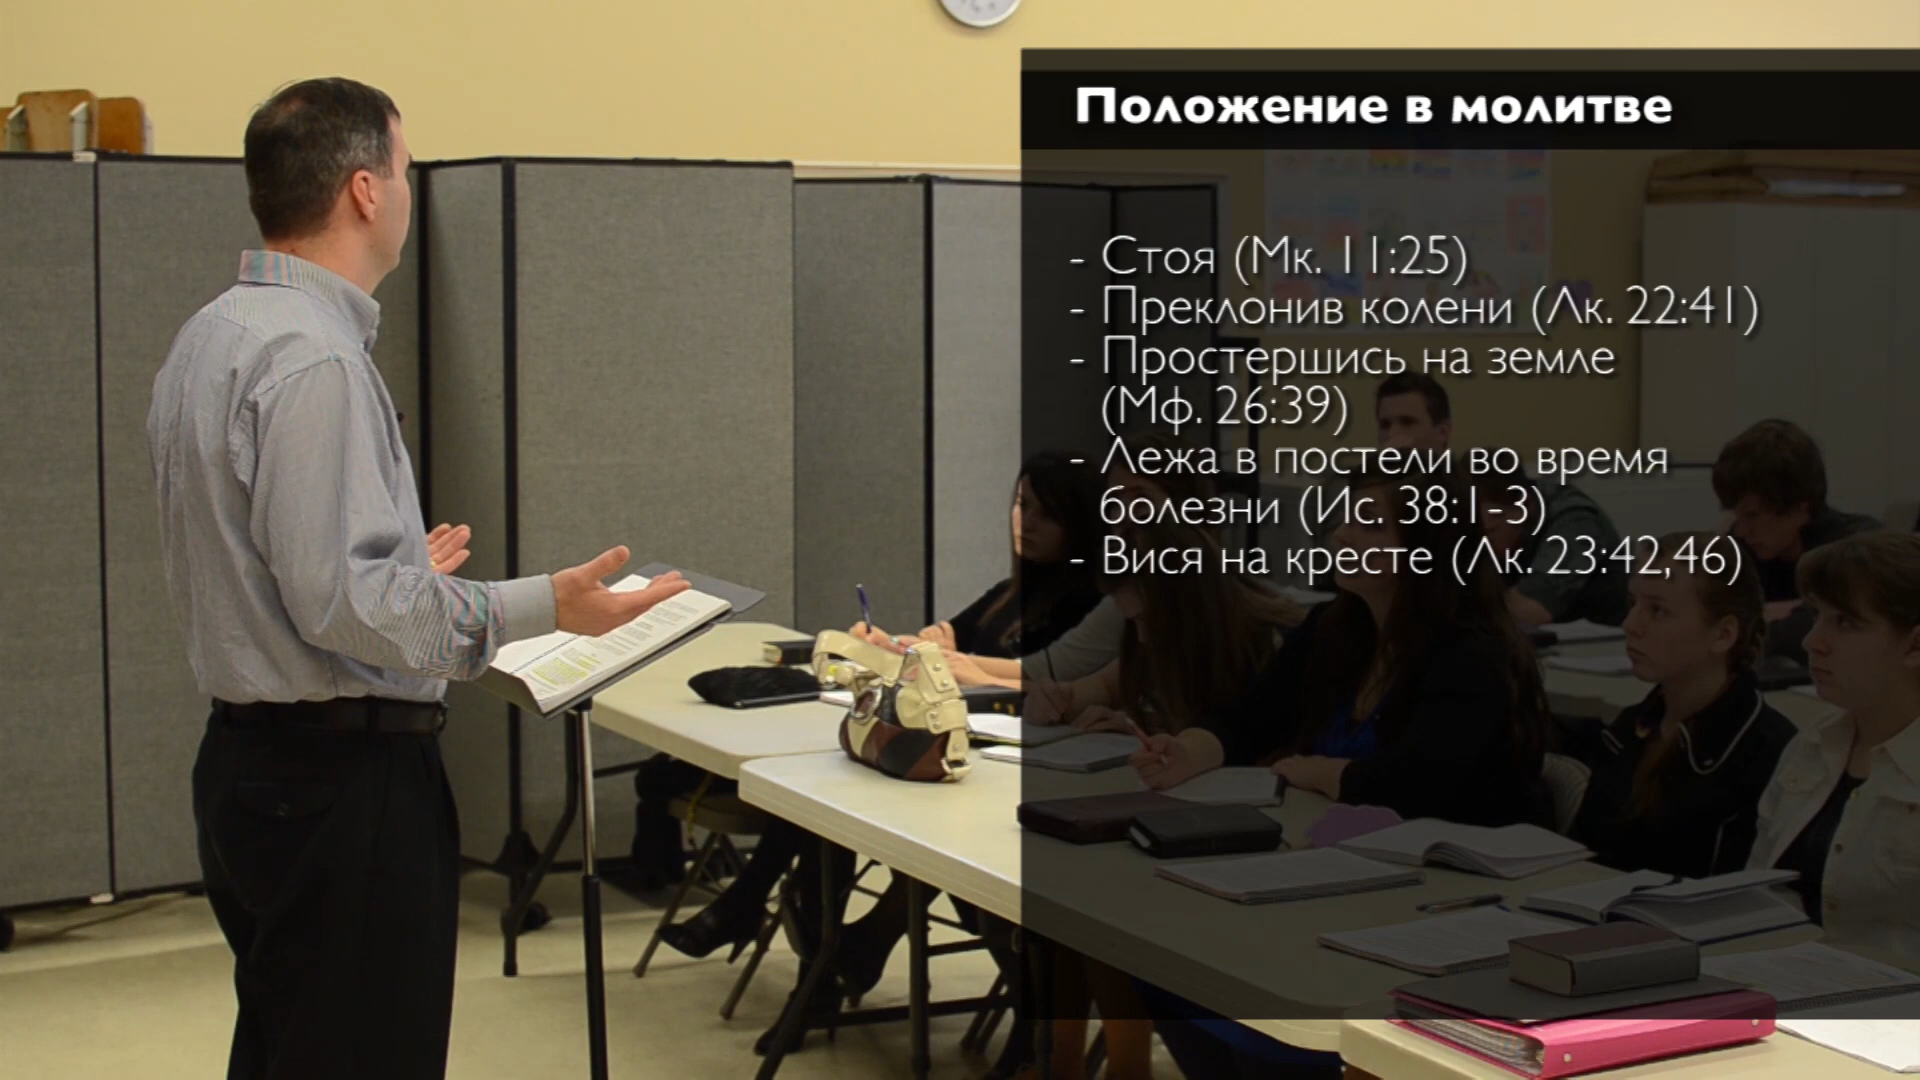 Положение в молитве
- Стоя (Мк. 11:25)
- Преклонив колени (Лк. 22:41)
- Простершись на земле
(Мф. 26:39)
- Лежа в постели во время
болезни (Ис. 38:1-3)
- Вися на кресте (Лк. 23:42,46)